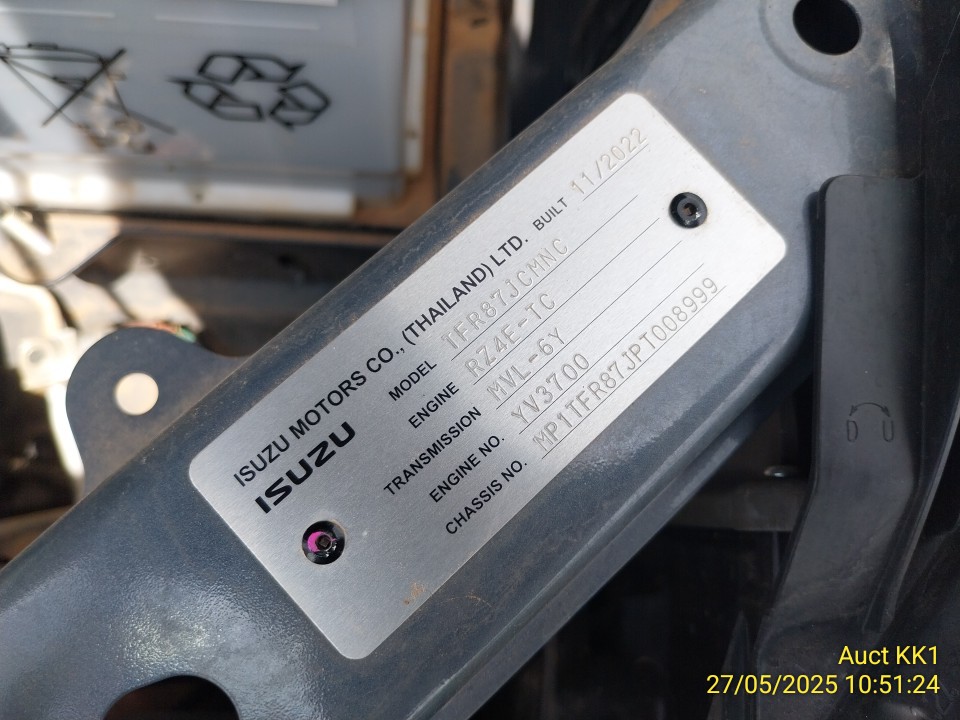 ISUZU MOTORS CO., (THAILAND) LTD. BUILT 11/2022
ISUZU
MODEL TFR87JCMNC
ENGINE RZ4E-TC
TRANSMISSION MVL-6Y
ENGINE NO. YV3700
CHASSIS NO. MP1TFR87JPT008999
D U
Auct KK1
27/05/2025 10:51:24